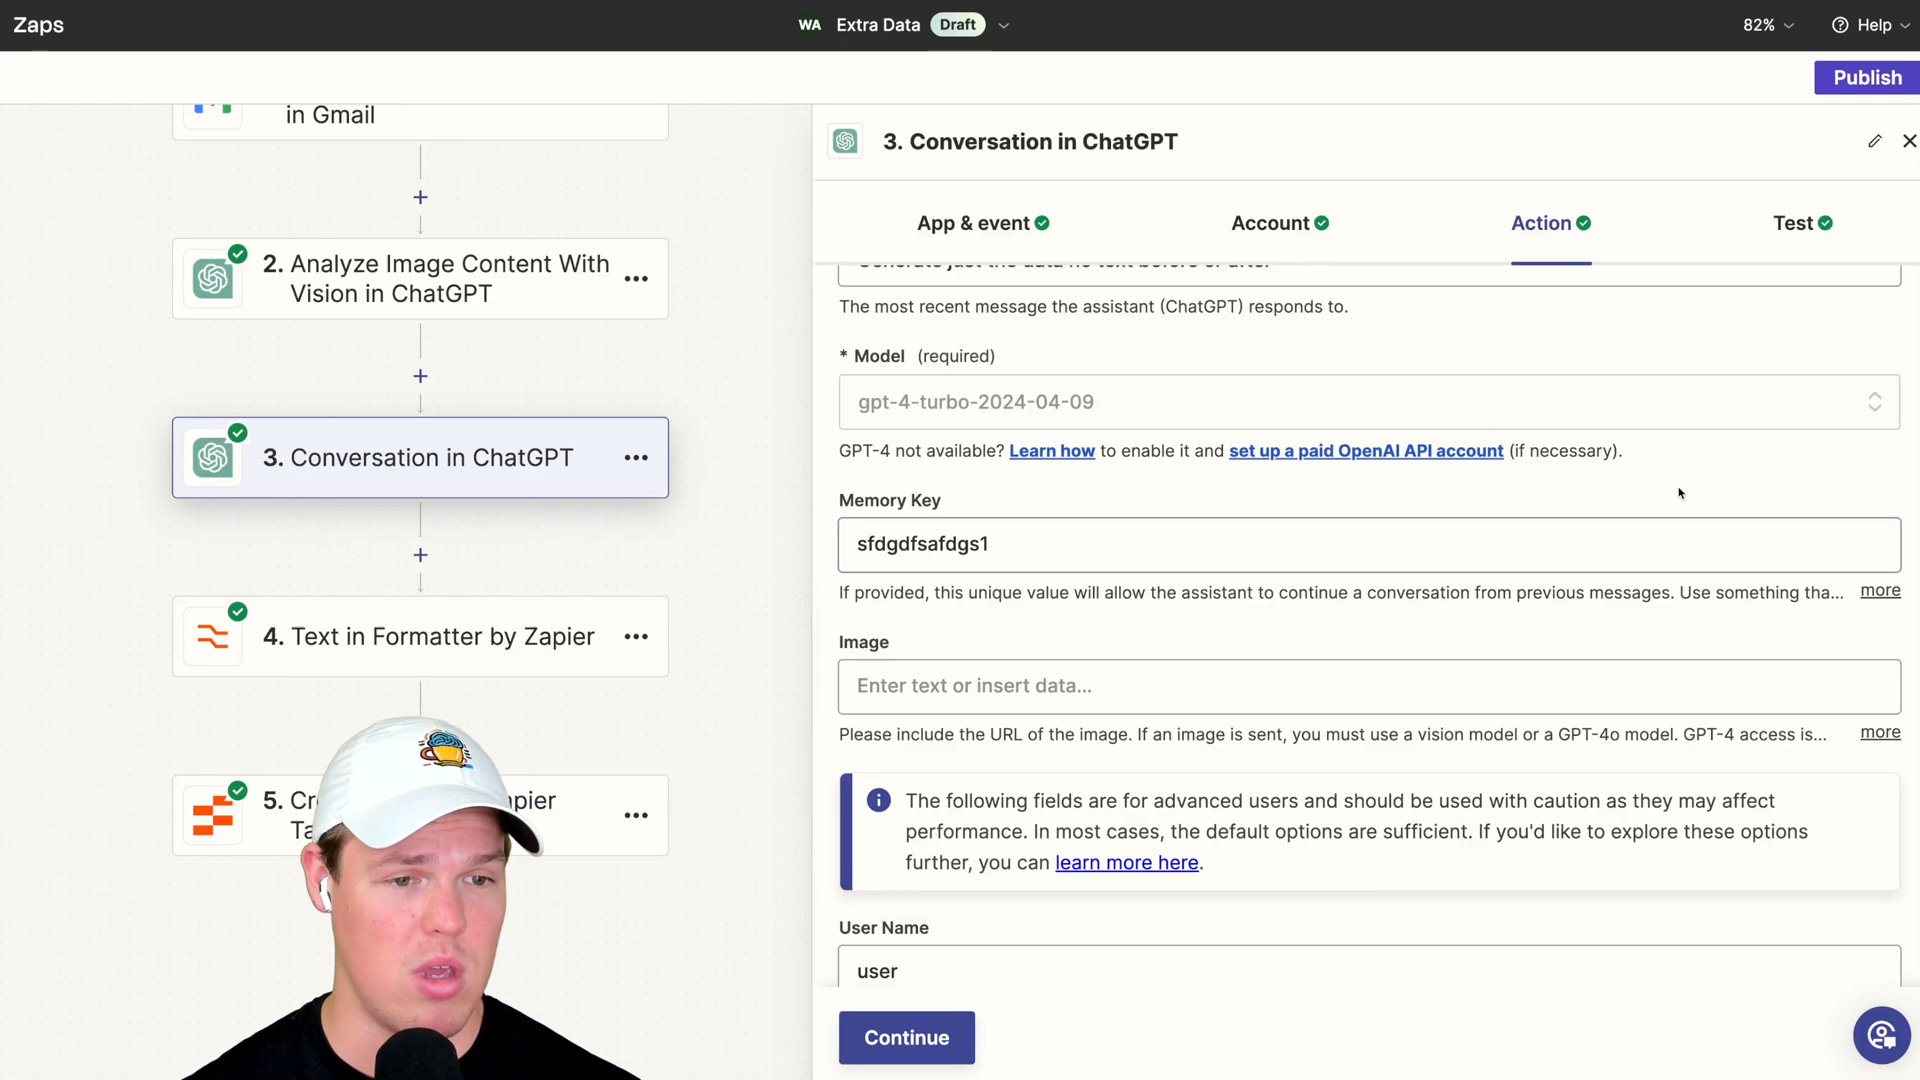 Zaps
WA Extra Data Draft
82%
Help
Publish
in Gmail
2. Analyze Image Content With
Vision in ChatGPT
3. Conversation in ChatGPT
4. Text in Formatter by Zapier
5. Cr
pier
Ta
3. Conversation in ChatGPT
App & event
Account
Action
Test
Generate just the data no text before or after
The most recent message the assistant (ChatGPT) responds to.
* Model (required)
gpt-4-turbo-2024-04-09
GPT-4 not available? Learn how to enable it and set up a paid OpenAI API account (if necessary).
Memory Key
sfdgdfsafdgs1
If provided, this unique value will allow the assistant to continue a conversation from previous messages. Use something tha... more
Image
Enter text or insert data...
Please include the URL of the image. If an image is sent, you must use a vision model or a GPT-4o model. GPT-4 access is... more
The following fields are for advanced users and should be used with caution as they may affect
performance. In most cases, the default options are sufficient. If you'd like to explore these options
further, you can learn more here.
User Name
user
Continue